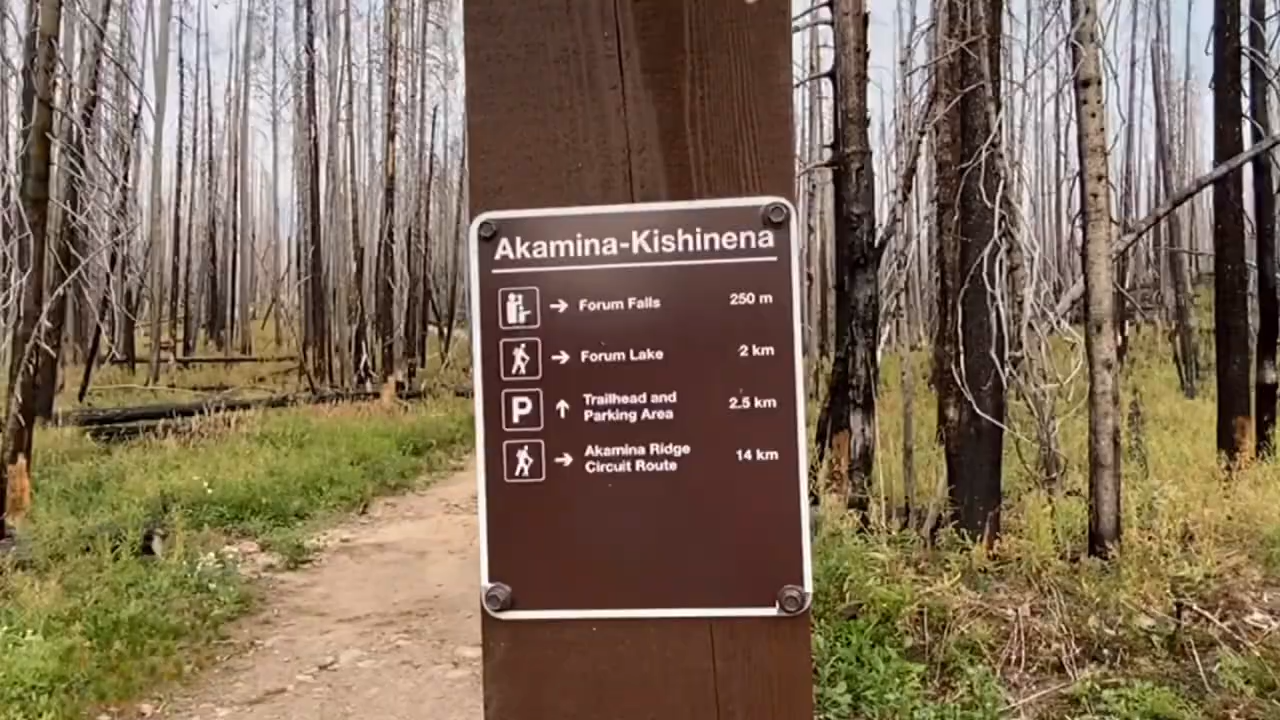 Akamina-Kishinena
→ Forum Falls 250 m
→ Forum Lake 2 km
P ↑ Trailhead and
Parking Area 2.5 km
→ Akamina Ridge
Circuit Route 14 km